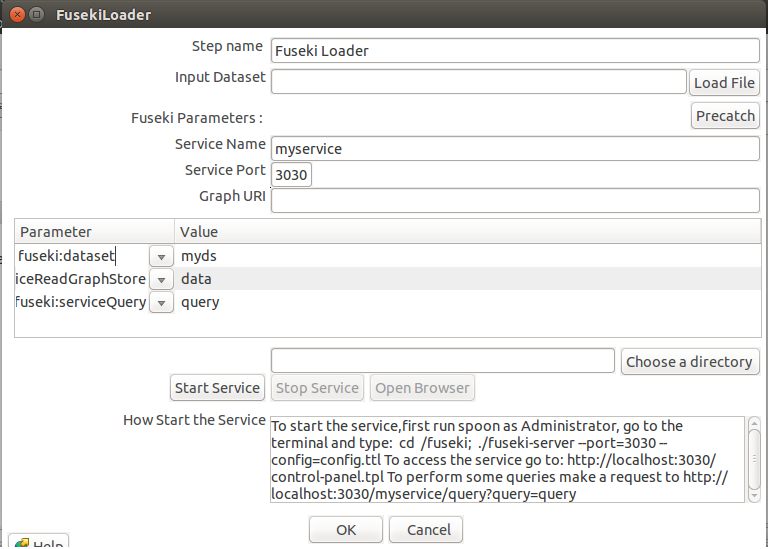 FusekiLoader
Step name Fuseki Loader
Input Dataset Load File
Fuseki Parameters : Precatch
Service Name myservice
Service Port 3030
Graph URI
Parameter Value
fuseki:dataset myds
iceReadGraphStore data
fuseki:serviceQuery query
Choose a directory
Start Service Stop Service Open Browser
How Start the Service To start the service,first run spoon as Administrator, go to the
terminal and type: cd /fuseki; ./fuseki-server --port=3030 --
config=config.ttl To access the service go to: http://localhost:3030/
control-panel.tpl To perform some queries make a request to http://
localhost:3030/myservice/query?query=query
OK Cancel
Help